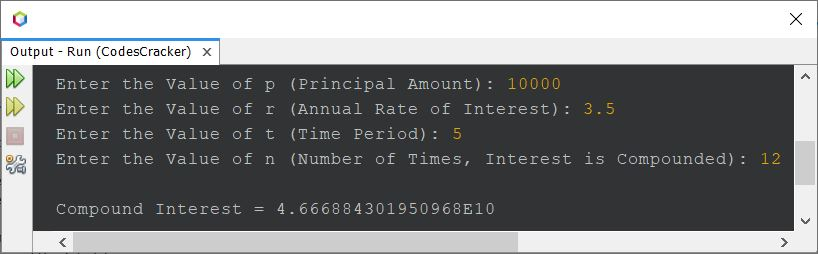 Output - Run (CodesCracker)
Enter the Value of p (Principal Amount): 10000
Enter the Value of r (Annual Rate of Interest): 3.5
Enter the Value of t (Time Period): 5
Enter the Value of n (Number of Times, Interest is Compounded): 12
Compound Interest = 4.666884301950968E10